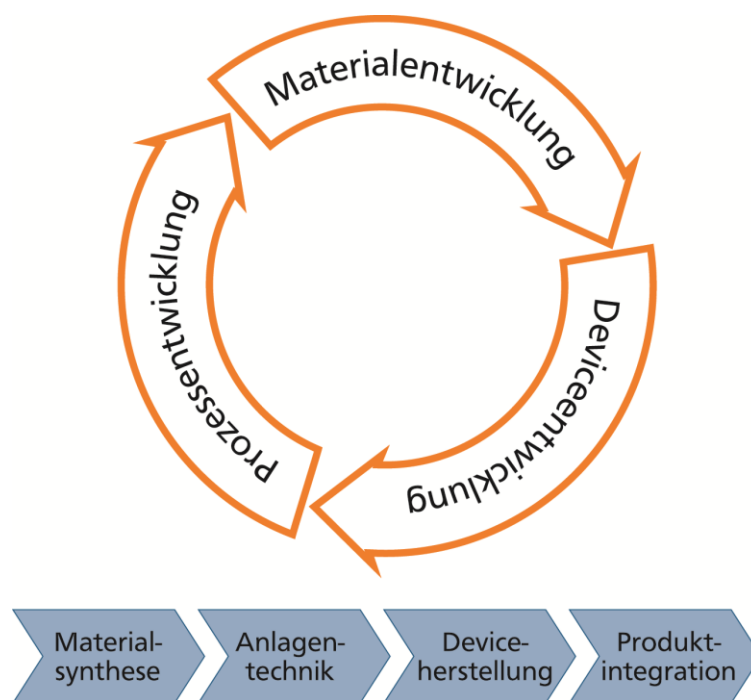 Materialentwicklung
Deviceentwicklung
Prozessentwicklung
Material-
synthese
Anlagen-
technik
Device-
herstellung
Produkt-
integration